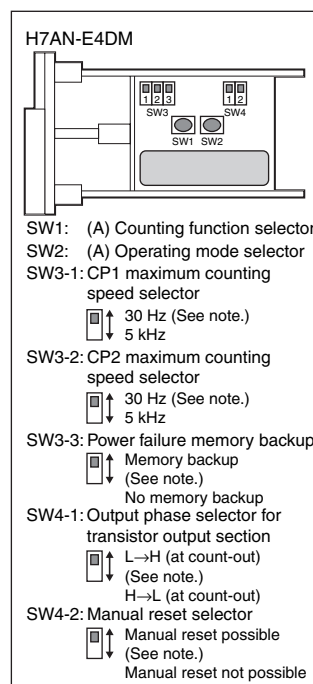 H7AN-E4DM
1 2 3
1 2
SW3
SW4
SW1 SW2
SW1: (A) Counting function selector
SW2: (A) Operating mode selector
SW3-1: CP1 maximum counting
speed selector
30 Hz (See note.)
5 kHz
SW3-2: CP2 maximum counting
speed selector
30 Hz (See note.)
5 kHz
SW3-3: Power failure memory backup
Memory backup
(See note.)
No memory backup
SW4-1: Output phase selector for
transistor output section
L→H (at count-out)
(See note.)
H→L (at count-out)
SW4-2: Manual reset selector
Manual reset possible
(See note.)
Manual reset not possible